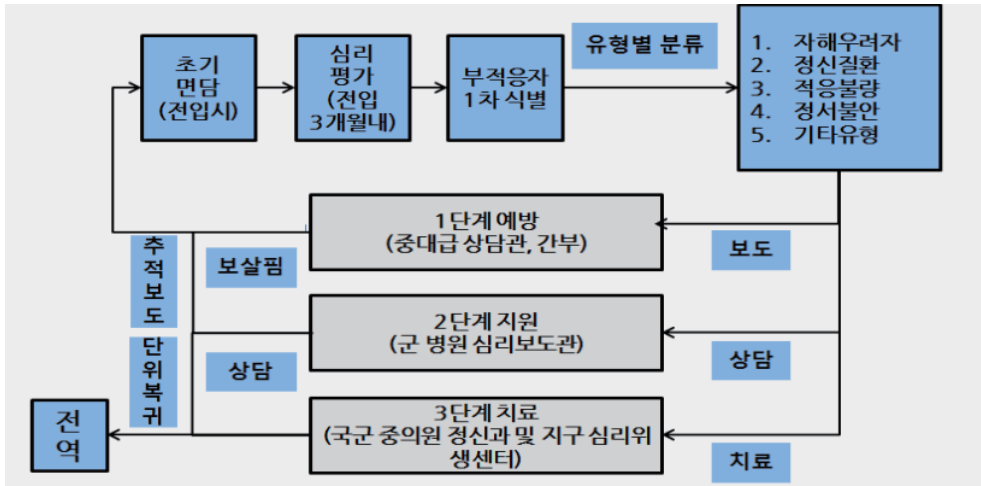 초기
면담
(전입시)
심리
평가
(전입
3개월내)
부적응자
1차 식별
유형별 분류
1. 자해우려자
2. 정신질환
3. 적응불량
4. 정서불안
5. 기타유형
1단계 예방
(중대급 상담관, 간부)
보도
추적보도
보살핌
2단계 지원
(군 병원 심리보도관)
상담
단위복귀
상담
3단계 치료
(국군 중의원 정신과 및 지구 심리위
생센터)
치료
전역